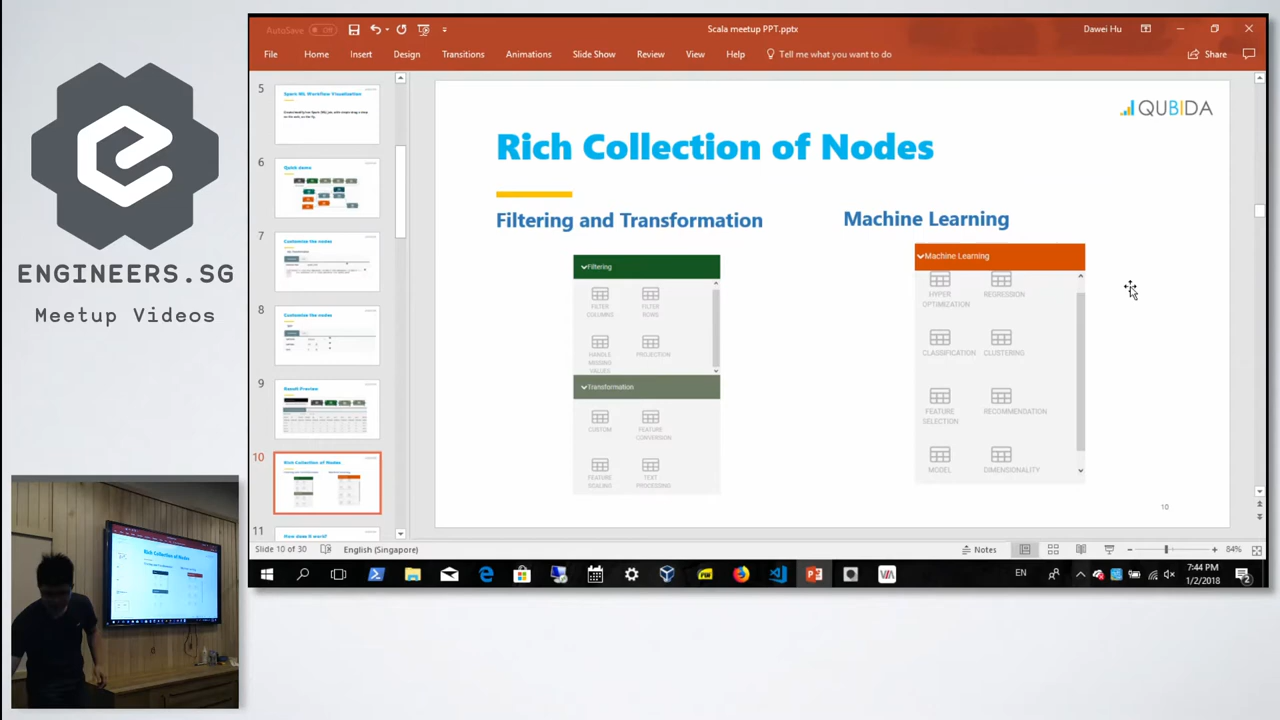 ENGINEERS.SG
Meetup Videos
AutoSave
Off
Scala meetup PPT.pptx
Dawei Hu
File
Home
Insert
Design
Transitions
Animations
Slide Show
Review
View
Help
Tell me what you want to do
Share
5
Spark ML Workflow Visualization
6
Quick demo
7
Customize the nodes
8
Customize the nodes
9
Result Preview
10
Rich Collection of Nodes
11
How does it work?
QUBIDA
Rich Collection of Nodes
Filtering and Transformation
Filtering
FILTER
COLUMNS
FILTER
ROWS
HANDLE
MISSING
VALUES
PROJECTION
Transformation
CUSTOM
FEATURE
CONVERSION
FEATURE
SCALING
TEXT
PROCESSING
Machine Learning
Machine Learning
HYPER
OPTIMIZATION
REGRESSION
CLASSIFICATION
CLUSTERING
FEATURE
SELECTION
RECOMMENDATION
MODEL
DIMENSIONALITY
10
Slide 10 of 30
English (Singapore)
Notes
84%
EN
7:44 PM
1/2/2018
2